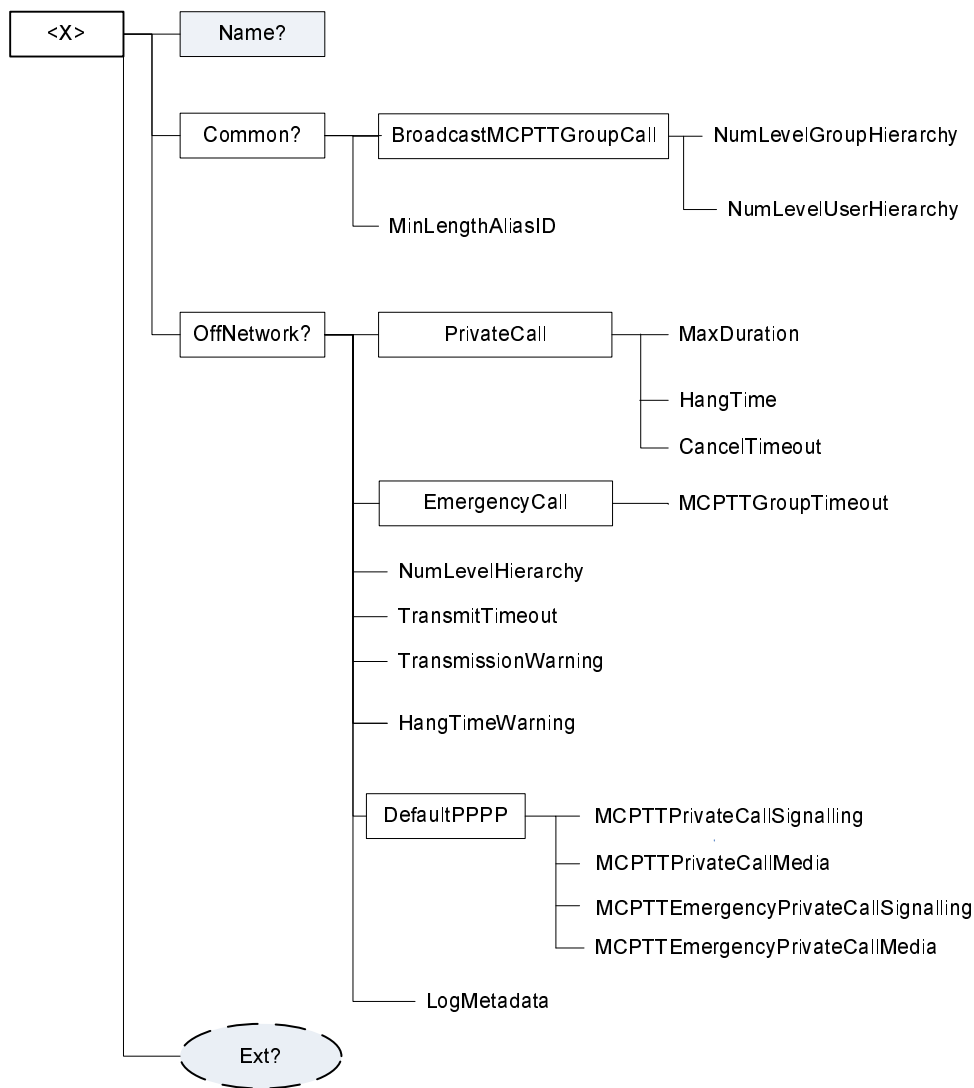 <X>
Name?
Common?
BroadcastMCPTTGroupCall
NumLevelGroupHierarchy
NumLevelUserHierarchy
MinLengthAliasID
OffNetwork?
PrivateCall
MaxDuration
HangTime
CancelTimeout
EmergencyCall
MCPTTGroupTimeout
NumLevelHierarchy
TransmitTimeout
TransmissionWarning
HangTimeWarning
DefaultPPPP
MCPTTPrivateCallSignalling
MCPTTPrivateCallMedia
MCPTTEmergencyPrivateCallSignalling
MCPTTEmergencyPrivateCallMedia
LogMetadata
Ext?